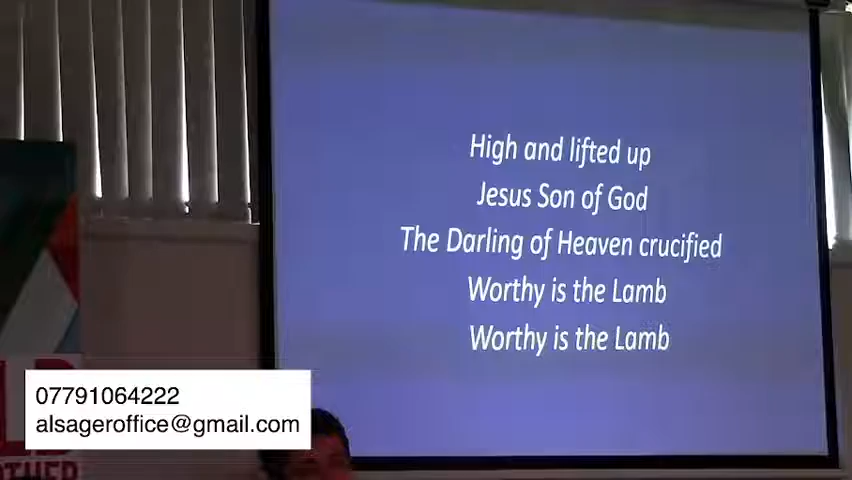 High and lifted up
Jesus Son of God
The Darling of Heaven crucified
Worthy is the Lamb
Worthy is the Lamb
07791064222
alsageroffice@gmail.com